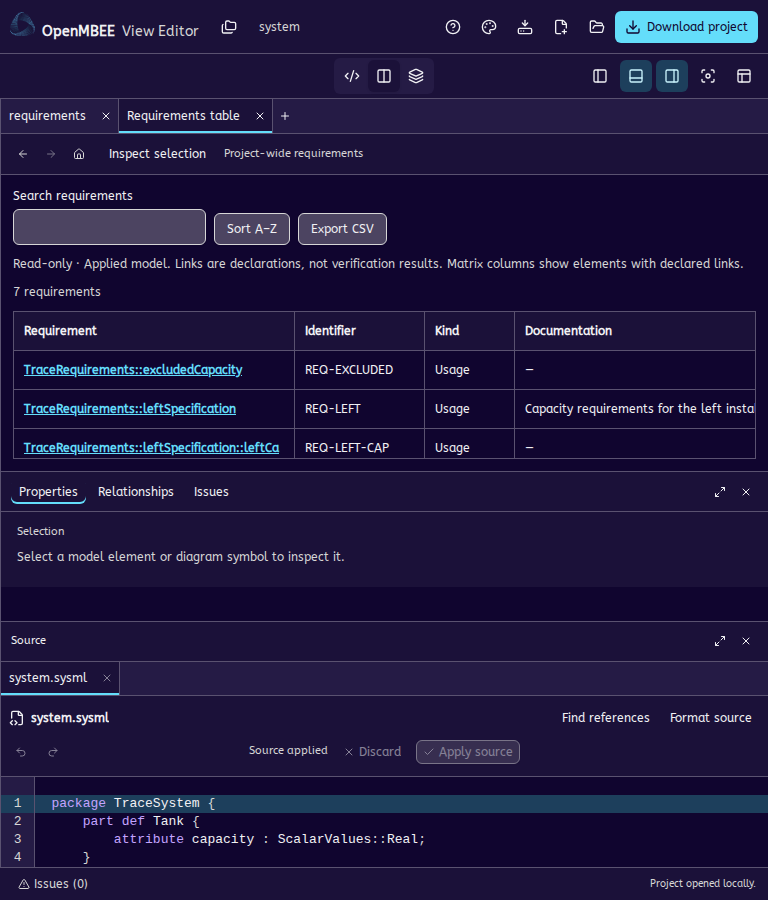 OpenMBEE View Editor system Download project
requirements × Requirements table × +
Inspect selection Project-wide requirements
Search requirements
Sort A–Z Export CSV
Read-only · Applied model. Links are declarations, not verification results. Matrix columns show elements with declared links.
7 requirements
Requirement Identifier Kind Documentation
TraceRequirements::excludedCapacity REQ-EXCLUDED Usage —
TraceRequirements::leftSpecification REQ-LEFT Usage Capacity requirements for the left insta
TraceRequirements::leftSpecification::leftCa REQ-LEFT-CAP Usage —
Properties Relationships Issues
Selection
Select a model element or diagram symbol to inspect it.
Source
system.sysml ×
system.sysml Find references Format source
Source applied Discard Apply source
1 package TraceSystem {
2 part def Tank {
3 attribute capacity : ScalarValues::Real;
4 }
Issues (0) Project opened locally.